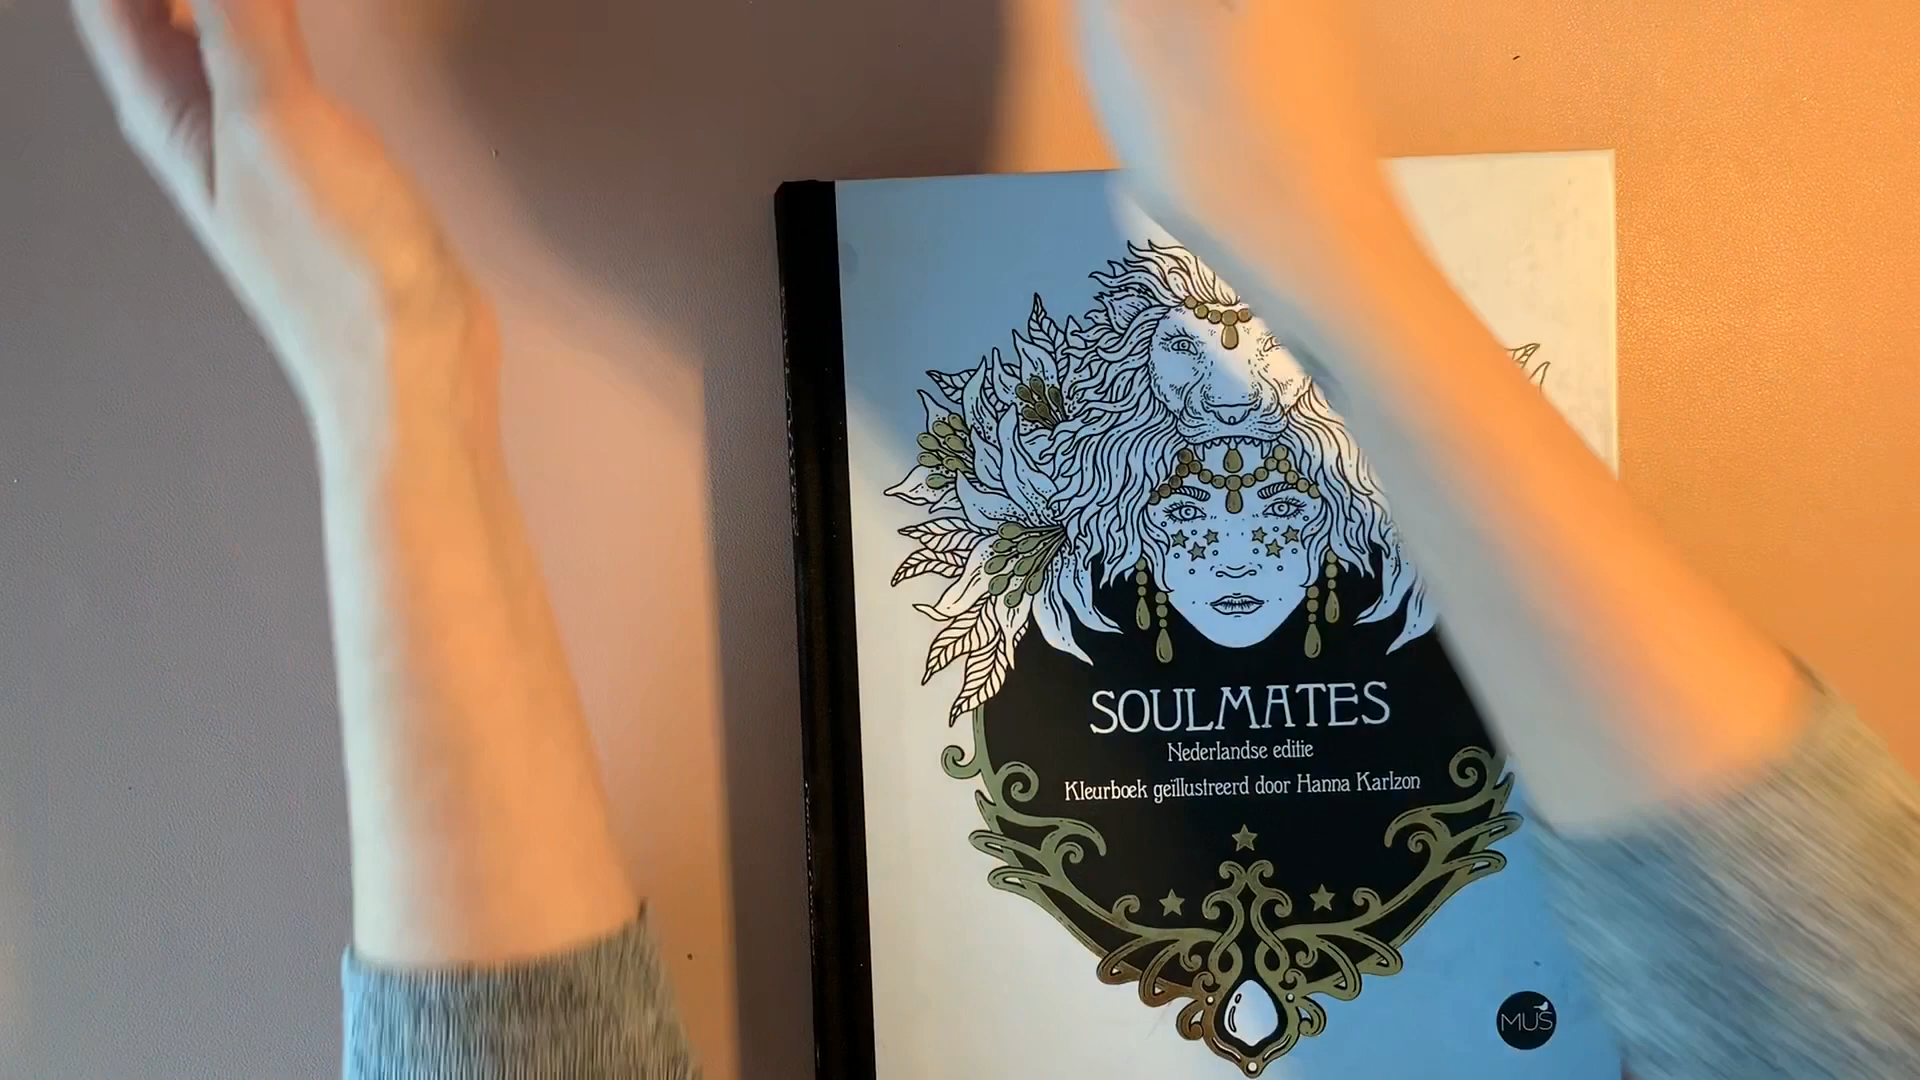 SOULMATES
Nederlandse editie
Kleurboek geïllustreerd door Hanna Karlzon
MUS